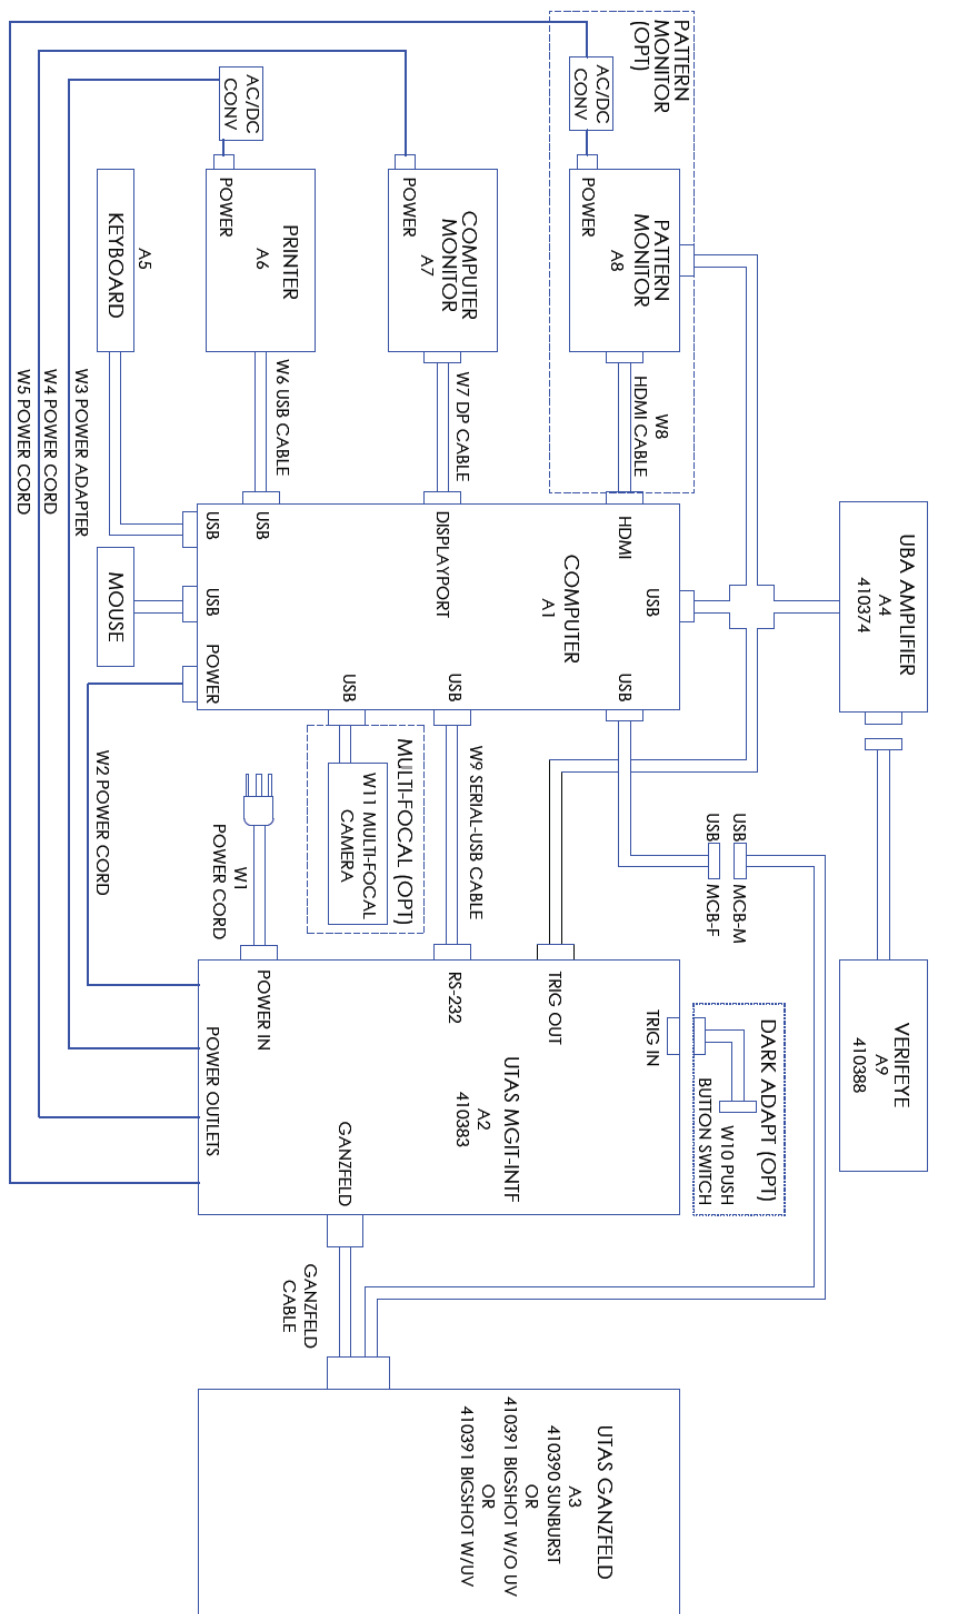 PATTERN
MONITOR
(OPT)
AC/DC
CONV
POWER
PATTERN
MONITOR
A8
W8
HDMI CABLE
AC/DC
CONV
POWER
COMPUTER
MONITOR
A7
W7 DP CABLE
POWER
PRINTER
A6
W6 USB CABLE
A5
KEYBOARD
W3 POWER ADAPTER
W4 POWER CORD
W5 POWER CORD
UBA AMPLIFIER
A4
410374
USB
HDMI
COMPUTER
A1
DISPLAYPORT
USB
USB
USB
POWER
USB
USB
USB
MOUSE
W2 POWER CORD
MULTI-FOCAL (OPT)
W11 MULTI-FOCAL
CAMERA
W9 SERIAL-USB CABLE
W1
POWER CORD
USB MCB-M
USB MCB-F
VERIFEYE
A9
410388
DARK ADAPT (OPT)
W10 PUSH
BUTTON SWITCH
TRIG IN
TRIG OUT
RS-232
POWER IN
UTAS MGIT-INTF
A2
410383
POWER OUTLETS
GANZFELD
GANZFELD
CABLE
UTAS GANZFELD
A3
410390 SUNBURST
OR
410391 BIGSHOT W/O UV
OR
410391 BIGSHOT W/UV